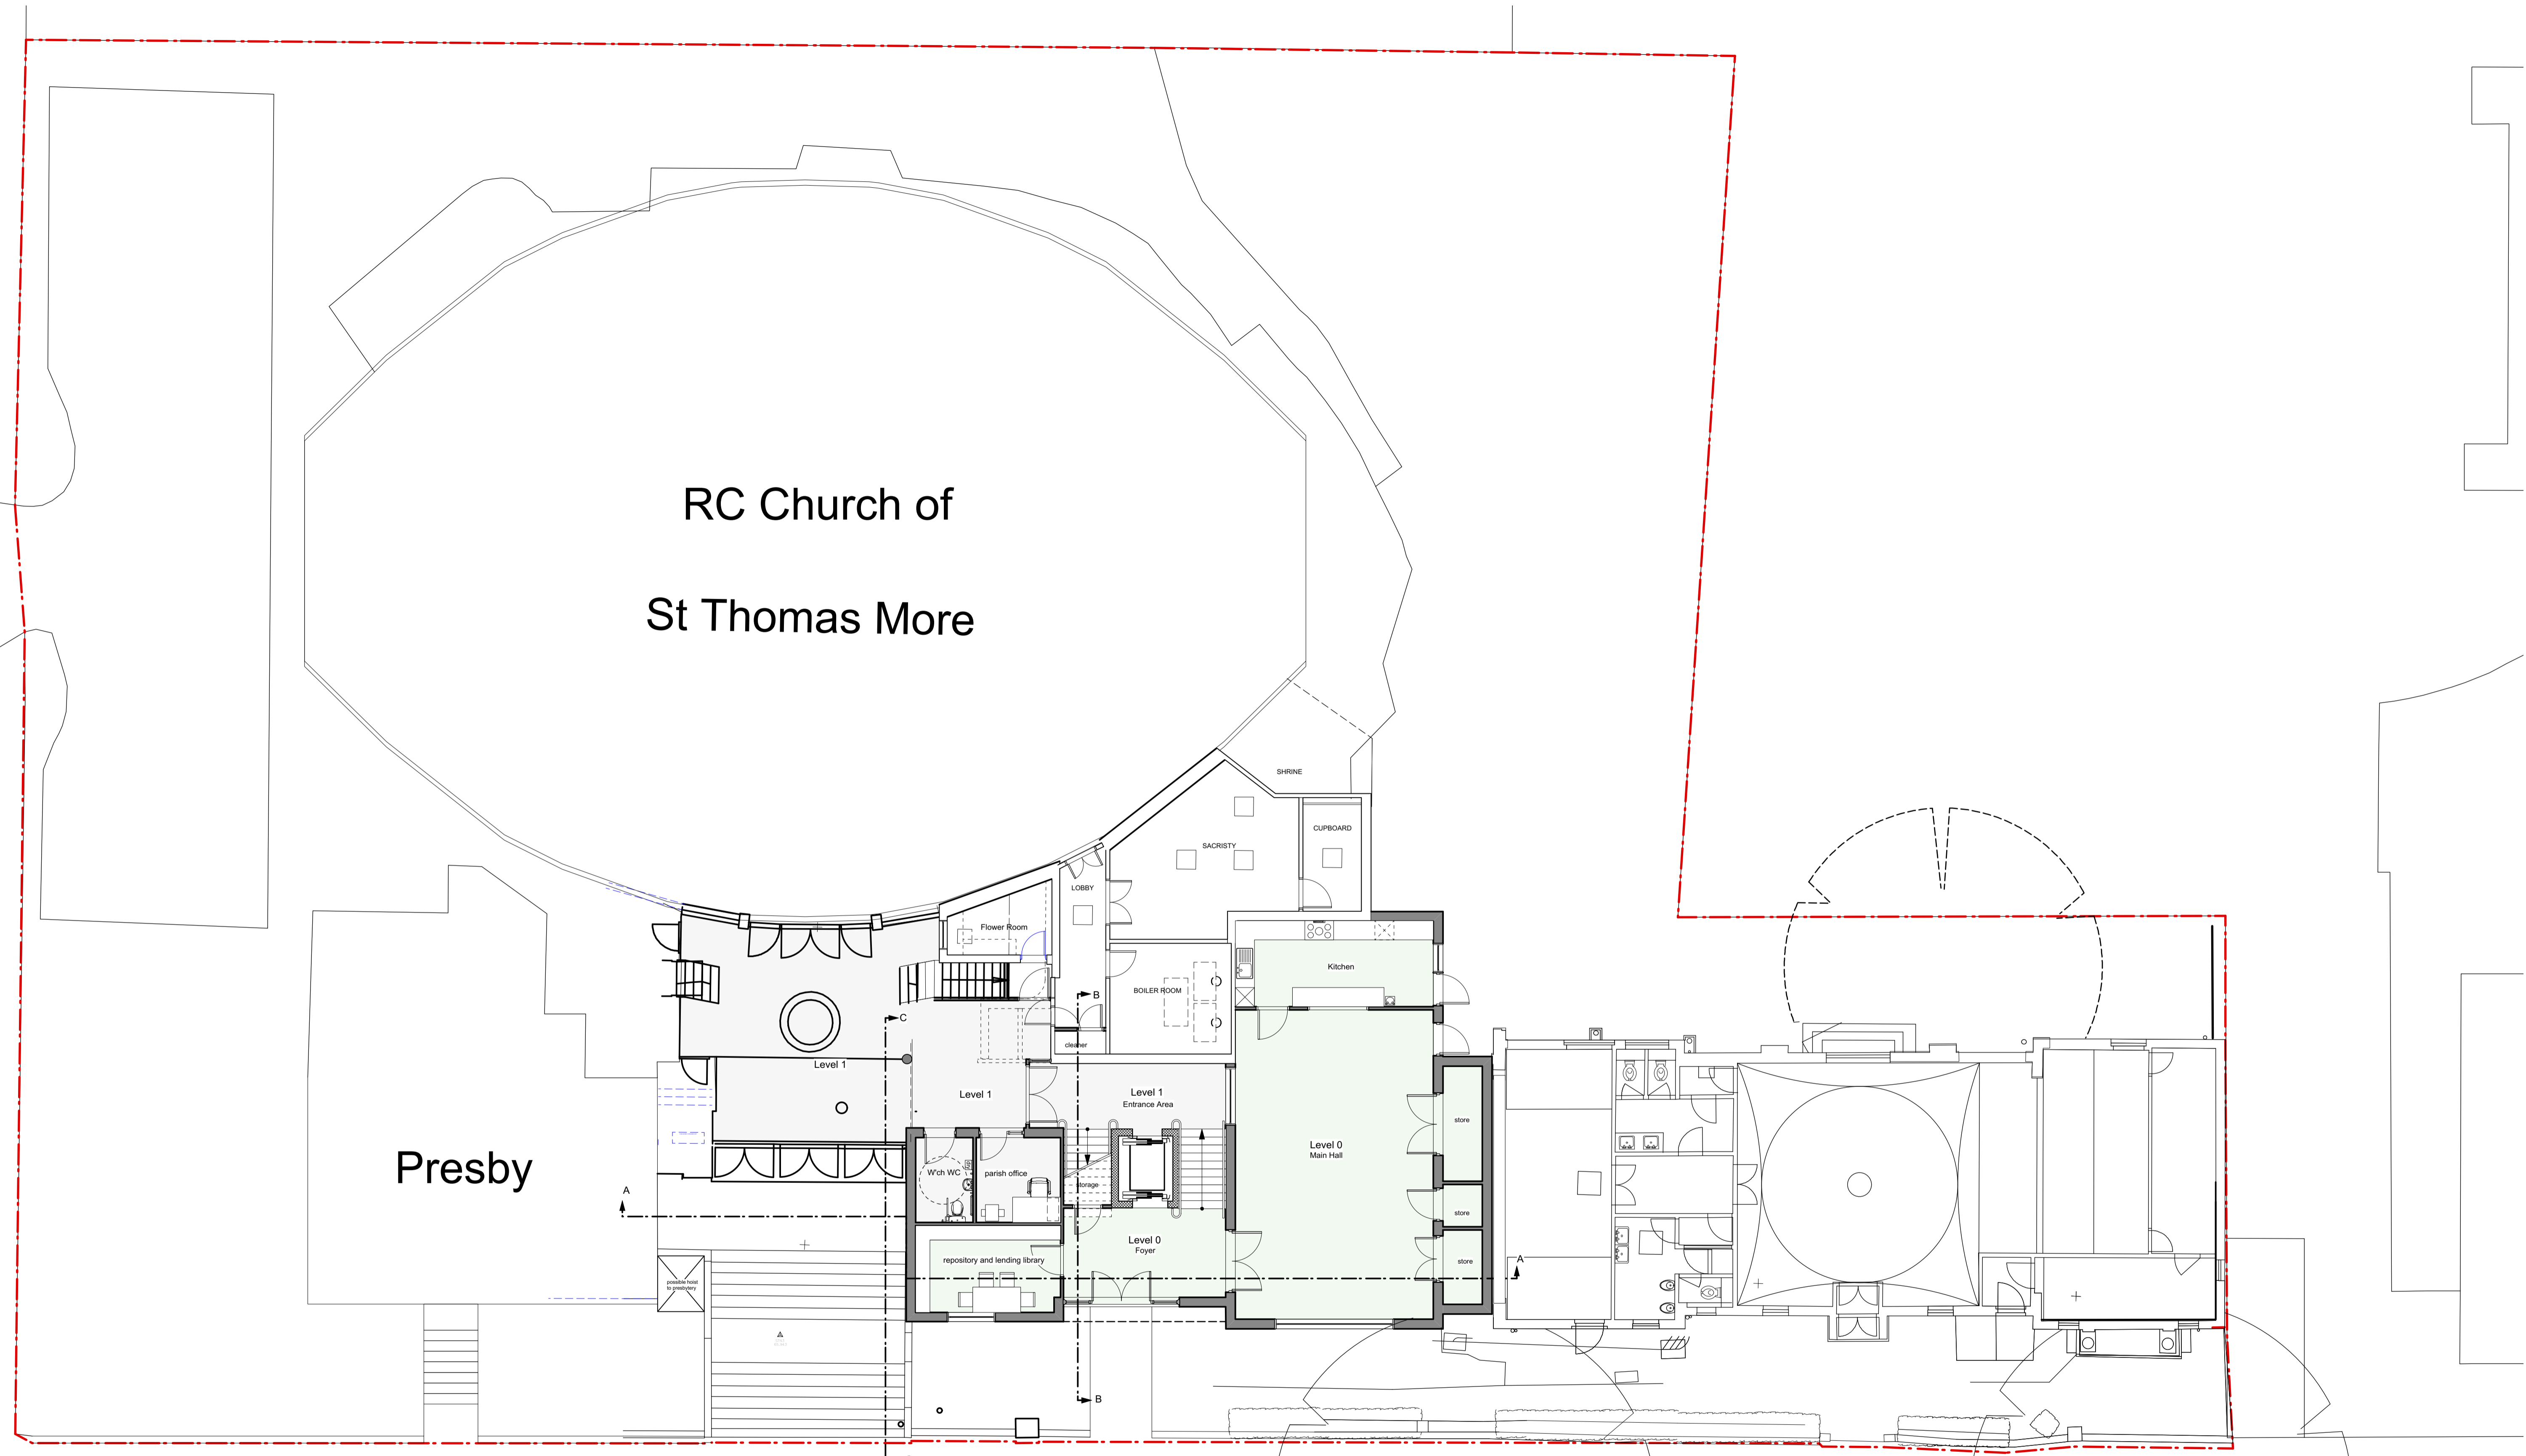 RC Church of
St Thomas More
SHRINE
CUPBOARD
SACRISTY
LOBBY
Flower Room
Kitchen
BOILER ROOM
B
C
cleaner
Level 1
Level 1
Level 1
Entrance Area
store
Level 0
Main Hall
Presby
W'ch WC
parish office
storage
A
store
Level 0
Foyer
repository and lending library
store
A
possible hoist
to presbytery
B